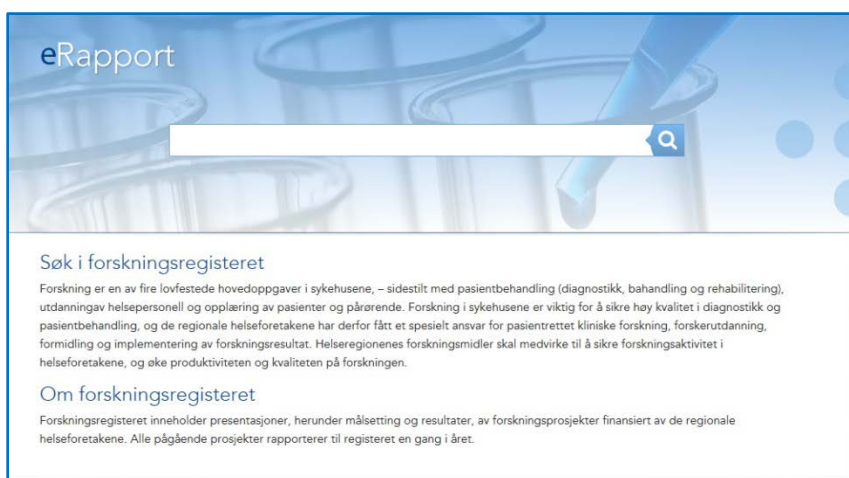 eRapport
Søk i forskningsregisteret
Forskning er en av fire lovfestede hovedoppgaver i sykehusene, – sidestilt med pasientbehandling (diagnostikk, bahandling og rehabilitering),
utdanningav helsepersonell og opplæring av pasienter og pårørende. Forskning i sykehusene er viktig for å sikre høy kvalitet i diagnostikk og
pasientbehandling, og de regionale helseforetakene har derfor fått et spesielt ansvar for pasientrettet kliniske forskning, forskerutdanning,
formidling og implementering av forskningsresultat. Helseregionenes forskningsmidler skal medvirke til å sikre forskningsaktivitet i
helseforetakene, og øke produktiviteten og kvaliteten på forskningen.
Om forskningsregisteret
Forskningsregisteret inneholder presentasjoner, herunder målsetting og resultater, av forskningsprosjekter finansiert av de regionale
helseforetakene. Alle pågående prosjekter rapporterer til registeret en gang i året.